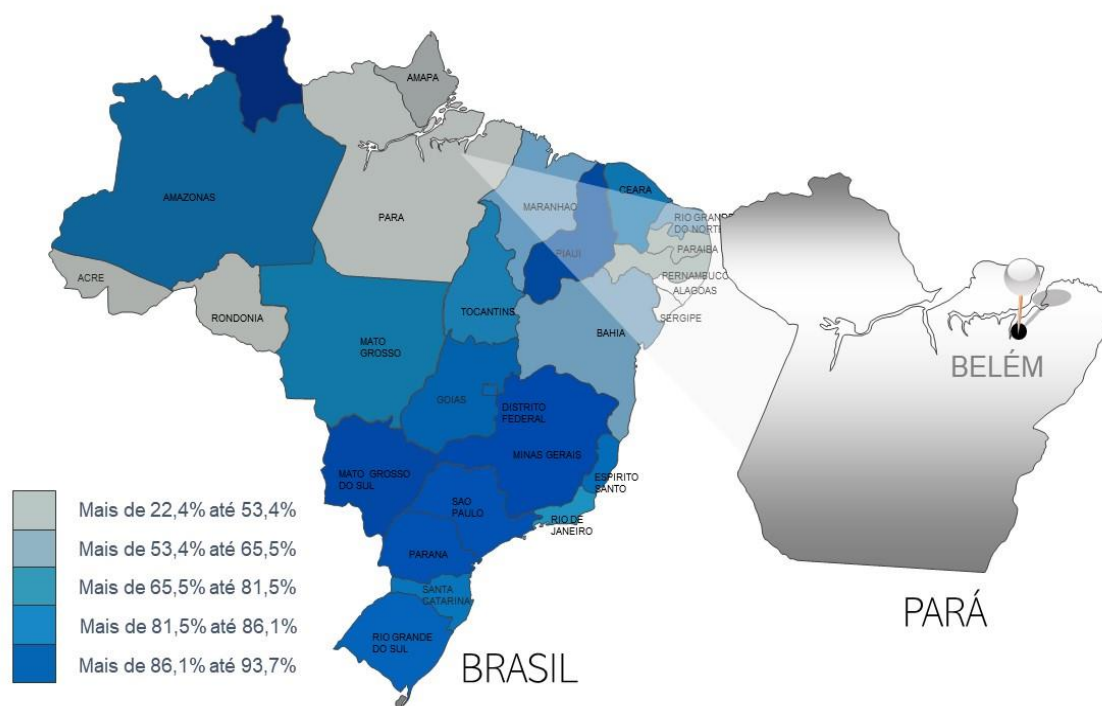 AMAPA
AMAZONAS
PARA
MARANHAO
CEARA
RIO GRANDE
DO NORTE
PARAIBA
PIAUI
PERNAMBUCO
ALAGOAS
SERGIPE
ACRE
RONDONIA
TOCANTINS
BAHIA
MATO
GROSSO
GOIAS
DISTRITO
FEDERAL
MINAS GERAIS
MATO GROSSO
DO SUL
ESPIRITO
SANTO
SAO
PAULO
RIO DE
JANEIRO
PARANA
SANTA
CATARINA
RIO GRANDE
DO SUL
BRASIL
BELÉM
PARÁ
Mais de 22,4% até 53,4%
Mais de 53,4% até 65,5%
Mais de 65,5% até 81,5%
Mais de 81,5% até 86,1%
Mais de 86,1% até 93,7%